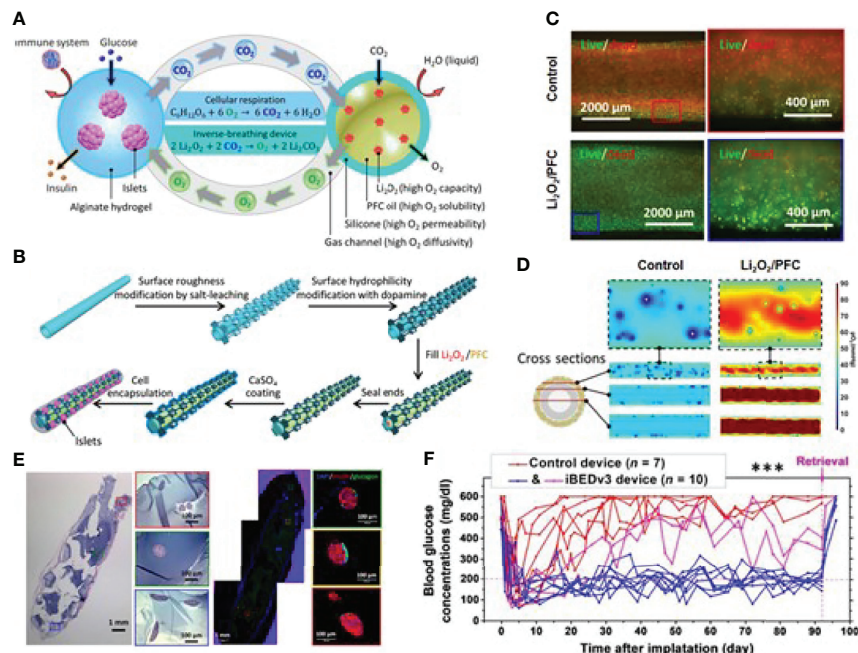 A
Immune system
Glucose
CO₂
CO₂
CO₂
CO₂
CO₂
H₂O (liquid)
Cellular respiration
C₆H₁₂O₆ + 6 O₂ → 6 CO₂ + 6 H₂O
Inverse-breathing device
2 Li₂O₂ + 2 CO₂ → O₂ + 2 Li₂CO₃
O₂
O₂
O₂
O₂
O₂
O₂
Insulin
Islets
Alginate hydrogel
Li₂O₂ (high O₂ capacity)
PFC oil (high O₂ solubility)
Silicone (high O₂ permeability)
Gas channel (high O₂ diffusivity)
B
Surface roughness
modification by salt-leaching
Surface hydrophilicity
modification with dopamine
Fill Li₂O₂/PFC
Seal ends
CaSO₄
coating
Cell
encapsulation
Islets
C
Control
Live/dead
2000 μm
Live/dead
400 μm
Li₂O₂/PFC
Live/dead
2000 μm
Live/dead
400 μm
D
Control
Li₂O₂/PFC
Cross sections
90
80
70
60
50
40
30
20
10
0
E
1 mm
100 μm
100 μm
100 μm
1 mm
100 μm
100 μm
100 μm
F
Control device (n = 7)
& iBEDv3 device (n = 10)
***
Retrieval
Blood glucose
concentrations (mg/dl)
600
500
400
300
200
100
0 10 20 30 40 50 60 70 80 90 100
Time after implatation (day)